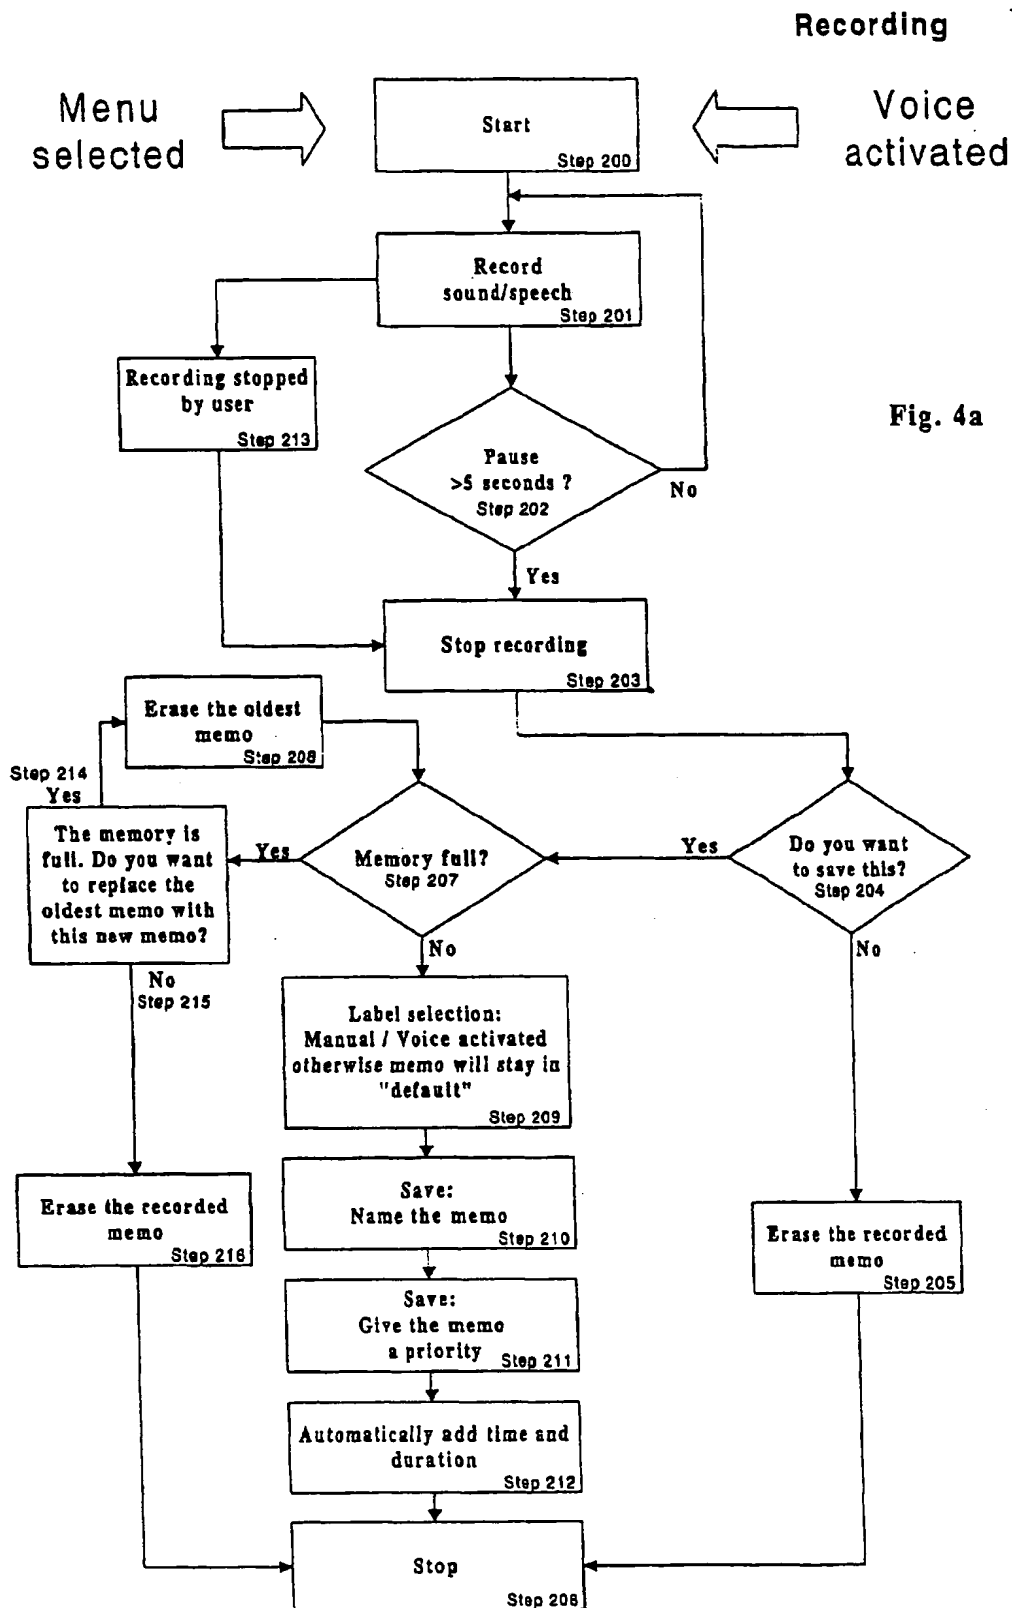 Recording
Menu
selected
Start
Step 200
Voice
activated
Record
sound/speech
Step 201
Recording stopped
by user
Step 213
Fig. 4a
Pause
>5 seconds ?
Step 202
No
Yes
Stop recording
Step 203
Erase the oldest
memo
Step 208
Step 214
Yes
The memory is
full. Do you want
to replace the
oldest memo with
this new memo?
Yes
Memory full?
Step 207
Yes
Do you want
to save this?
Step 204
No
Step 215
No
No
Label selection:
Manual / Voice activated
otherwise memo will stay in
"default"
Step 209
Erase the recorded
memo
Step 216
Save:
Name the memo
Step 210
Erase the recorded
memo
Step 205
Save:
Give the memo
a priority
Step 211
Automatically add time and
duration
Step 212
Stop
Step 206